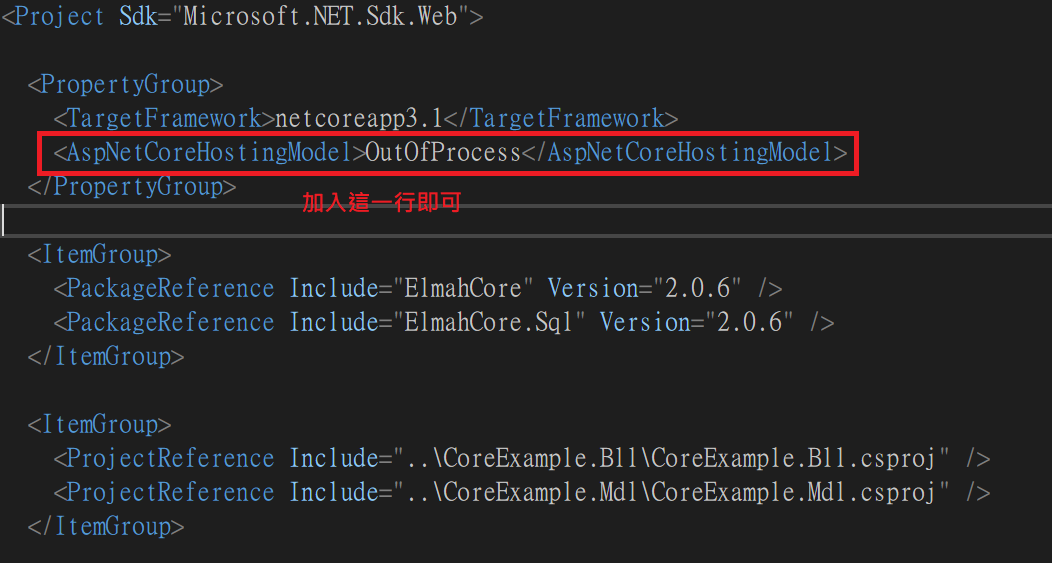 <Project Sdk="Microsoft.NET.Sdk.Web">
<PropertyGroup>
<TargetFramework>netcoreapp3.1</TargetFramework>
<AspNetCoreHostingModel>OutOfProcess</AspNetCoreHostingModel>
</PropertyGroup>
加入這一行即可
<ItemGroup>
<PackageReference Include="ElmahCore" Version="2.0.6" />
<PackageReference Include="ElmahCore.Sql" Version="2.0.6" />
</ItemGroup>
<ItemGroup>
<ProjectReference Include="..\CoreExample.Bll\CoreExample.Bll.csproj" />
<ProjectReference Include="..\CoreExample.Mdl\CoreExample.Mdl.csproj" />
</ItemGroup>